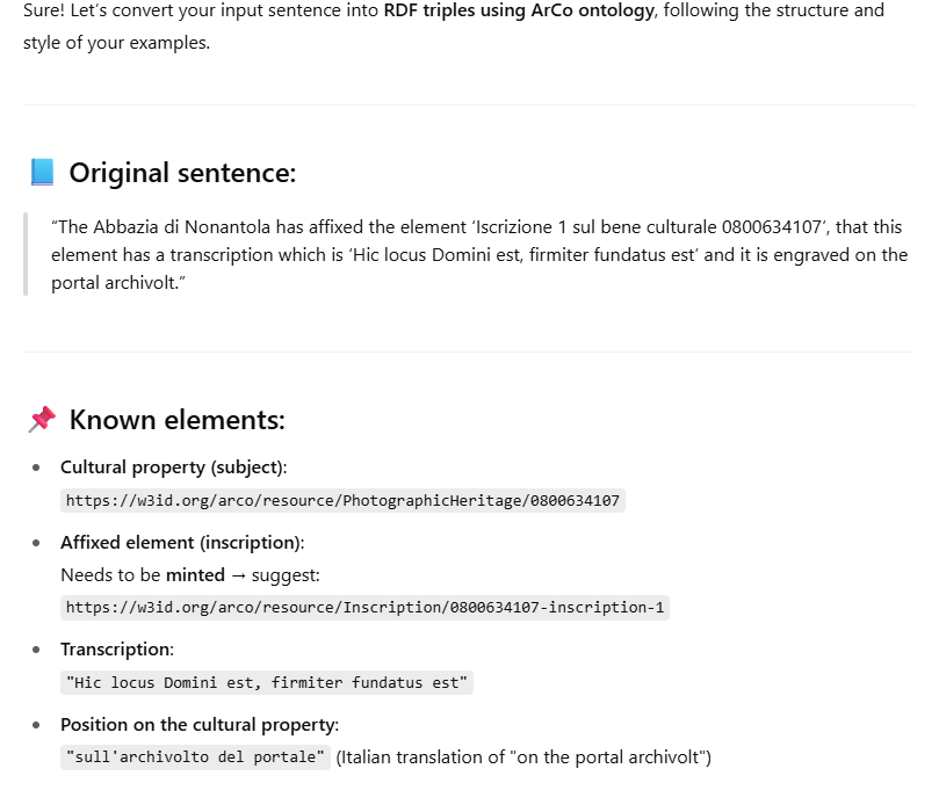 Sure! Let’s convert your input sentence into RDF triples using ArCo ontology, following the structure and
style of your examples.
📘 Original sentence:
“The Abbazia di Nonantola has affixed the element ‘Iscrizione 1 sul bene culturale 0800634107’, that this
element has a transcription which is ‘Hic locus Domini est, firmiter fundatus est’ and it is engraved on the
portal archivolt.”
📌 Known elements:
• Cultural property (subject):
https://w3id.org/arco/resource/PhotographicHeritage/0800634107
• Affixed element (inscription):
Needs to be minted → suggest:
https://w3id.org/arco/resource/Inscription/0800634107-inscription-1
• Transcription:
"Hic locus Domini est, firmiter fundatus est"
• Position on the cultural property:
"sull'archivolto del portale" (Italian translation of "on the portal archivolt")